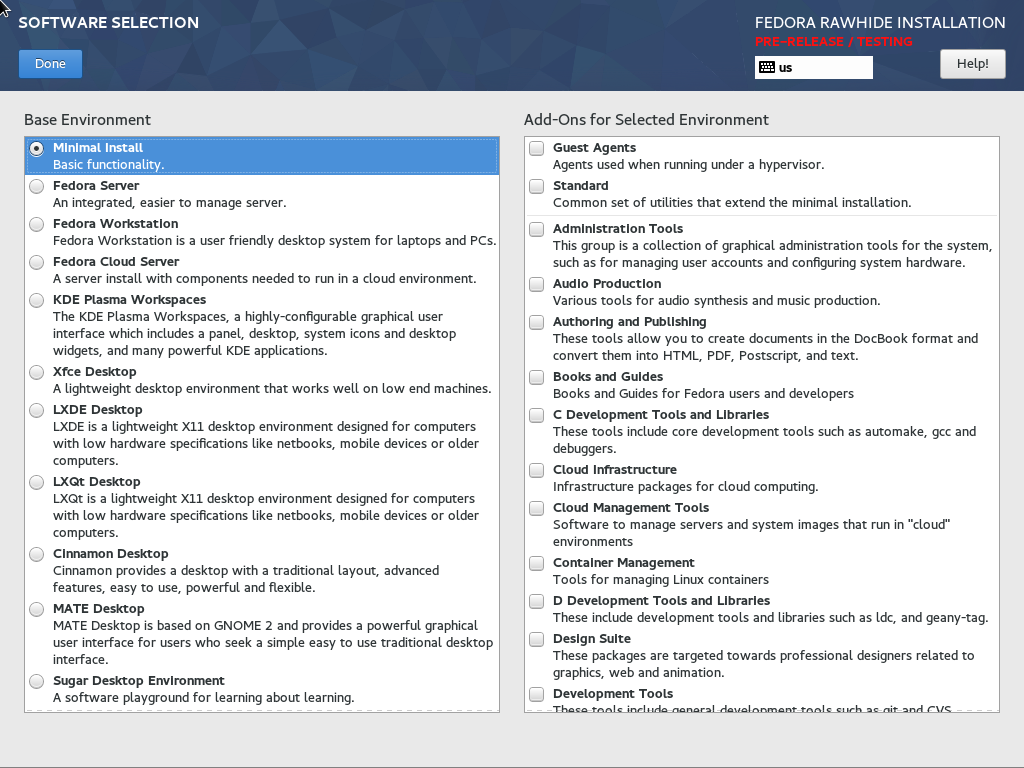 SOFTWARE SELECTION
FEDORA RAWHIDE INSTALLATION
PRE-RELEASE / TESTING
Done
us
Help!
Base Environment
Minimal Install
Basic functionality.
Fedora Server
An integrated, easier to manage server.
Fedora Workstation
Fedora Workstation is a user friendly desktop system for laptops and PCs.
Fedora Cloud Server
A server install with components needed to run in a cloud environment.
KDE Plasma Workspaces
The KDE Plasma Workspaces, a highly-configurable graphical user
interface which includes a panel, desktop, system icons and desktop
widgets, and many powerful KDE applications.
Xfce Desktop
A lightweight desktop environment that works well on low end machines.
LXDE Desktop
LXDE is a lightweight X11 desktop environment designed for computers
with low hardware specifications like netbooks, mobile devices or older
computers.
LXQt Desktop
LXQt is a lightweight X11 desktop environment designed for computers
with low hardware specifications like netbooks, mobile devices or older
computers.
Cinnamon Desktop
Cinnamon provides a desktop with a traditional layout, advanced
features, easy to use, powerful and flexible.
MATE Desktop
MATE Desktop is based on GNOME 2 and provides a powerful graphical
user interface for users who seek a simple easy to use traditional desktop
interface.
Sugar Desktop Environment
A software playground for learning about learning.
Add-Ons for Selected Environment
Guest Agents
Agents used when running under a hypervisor.
Standard
Common set of utilities that extend the minimal installation.
Administration Tools
This group is a collection of graphical administration tools for the system,
such as for managing user accounts and configuring system hardware.
Audio Production
Various tools for audio synthesis and music production.
Authoring and Publishing
These tools allow you to create documents in the DocBook format and
convert them into HTML, PDF, Postscript, and text.
Books and Guides
Books and Guides for Fedora users and developers
C Development Tools and Libraries
These tools include core development tools such as automake, gcc and
debuggers.
Cloud Infrastructure
Infrastructure packages for cloud computing.
Cloud Management Tools
Software to manage servers and system images that run in "cloud"
environments
Container Management
Tools for managing Linux containers
D Development Tools and Libraries
These include development tools and libraries such as ldc, and geany-tag.
Design Suite
These packages are targeted towards professional designers related to
graphics, web and animation.
Development Tools
These tools include general development tools such as git and CVS